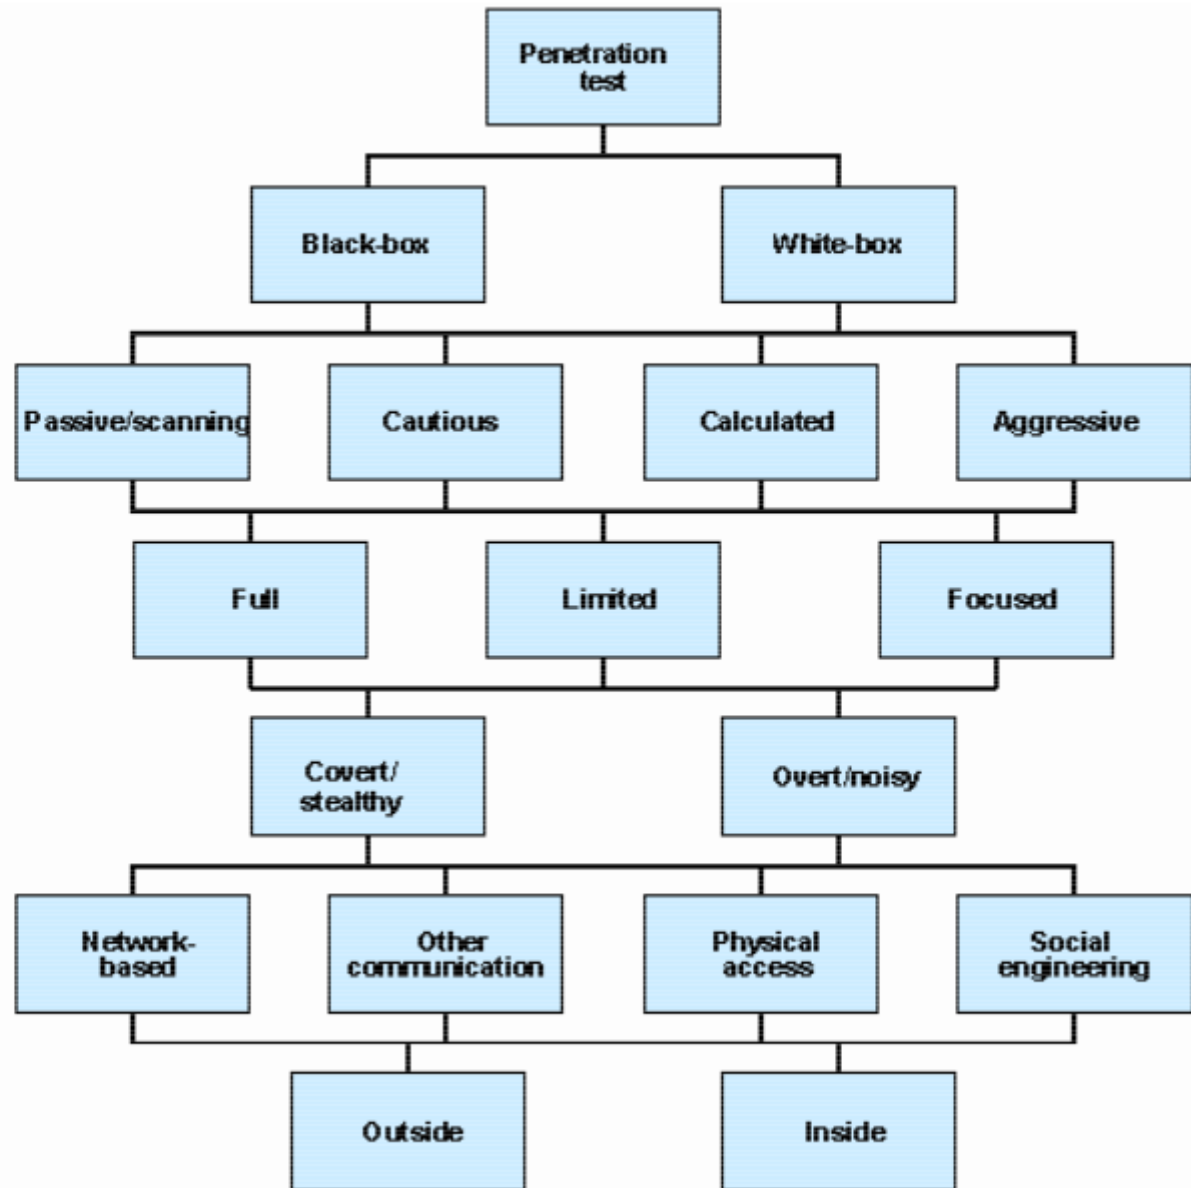 Penetration
test
Black-box
White-box
Passive/scanning
Cautious
Calculated
Aggressive
Full
Limited
Focused
Covert/
stealthy
Overt/noisy
Network-
based
Other
communication
Physical
access
Social
engineering
Outside
Inside